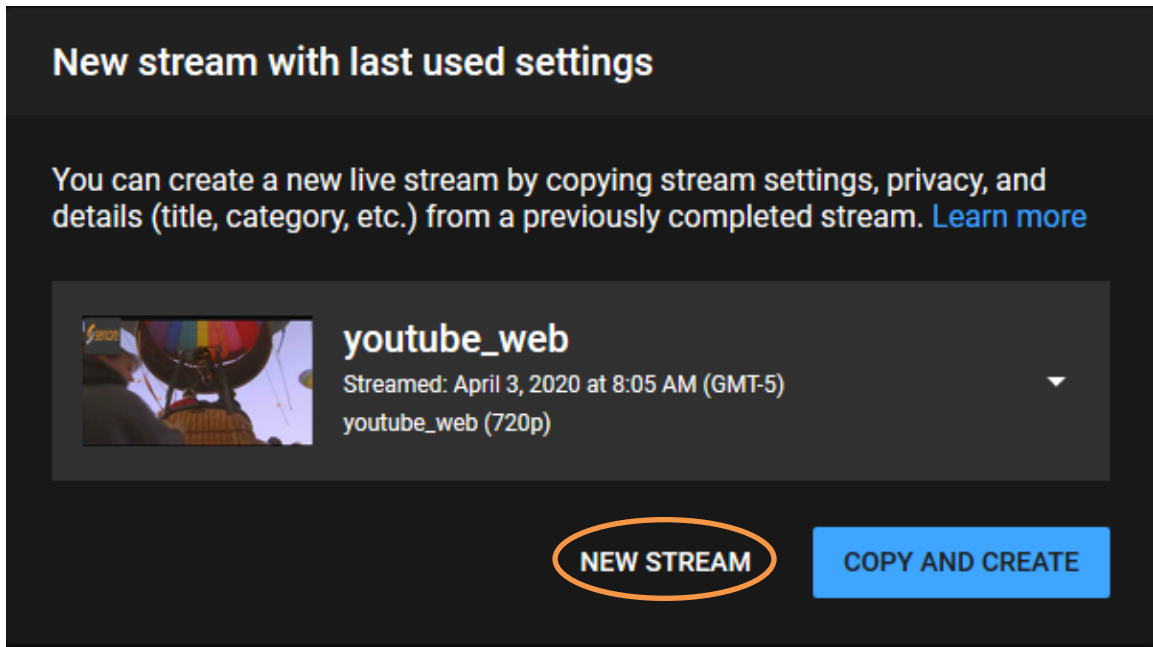 New stream with last used settings
You can create a new live stream by copying stream settings, privacy, and
details (title, category, etc.) from a previously completed stream. Learn more
sencore
youtube_web
Streamed: April 3, 2020 at 8:05 AM (GMT-5)
youtube_web (720p)
NEW STREAM
COPY AND CREATE